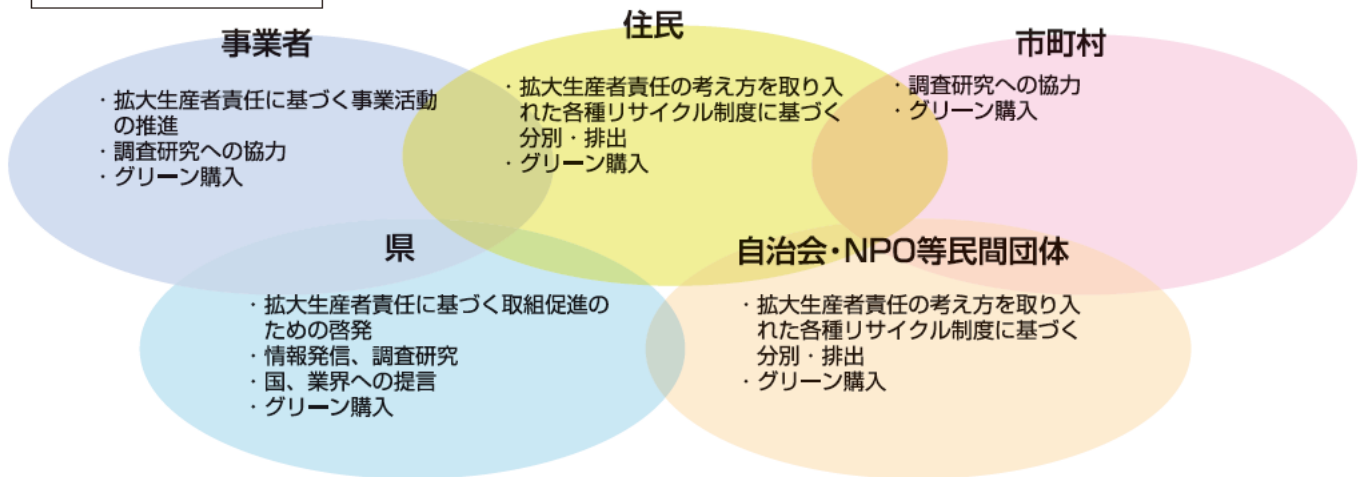 事業者
・拡大生産者責任に基づく事業活動
の推進
・調査研究への協力
・グリーン購入
住民
・拡大生産者責任の考え方を取り入
れた各種リサイクル制度に基づく
分別・排出
・グリーン購入
市町村
・調査研究への協力
・グリーン購入
県
・拡大生産者責任に基づく取組促進の
ための啓発
・情報発信、調査研究
・国、業界への提言
・グリーン購入
自治会・NPO等民間団体
・拡大生産者責任の考え方を取り入
れた各種リサイクル制度に基づく
分別・排出
・グリーン購入